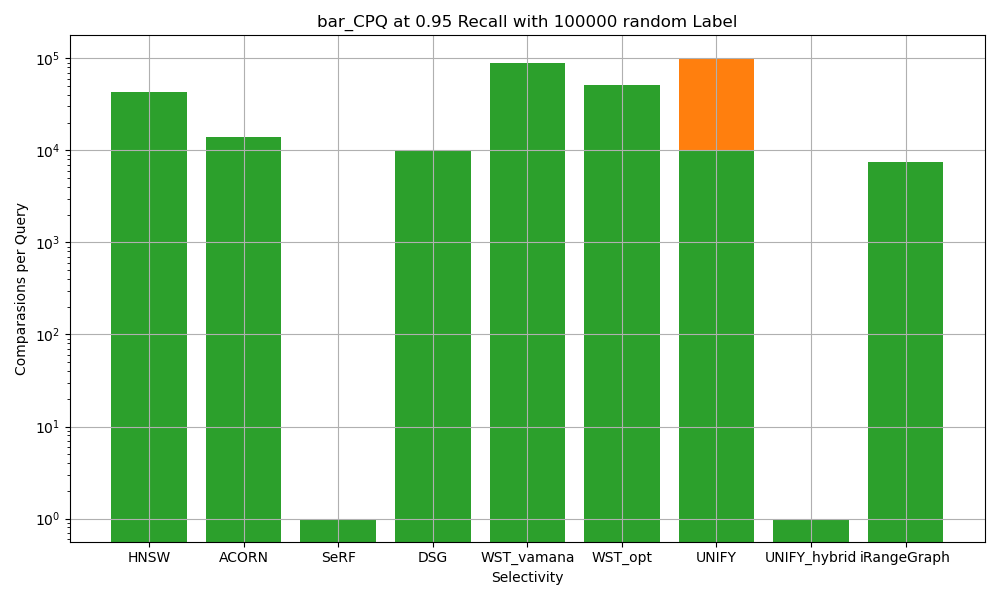 bar_CPQ at 0.95 Recall with 100000 random Label
Comparasions per Query
10^5
10^4
10^3
10^2
10^1
10^0
HNSW ACORN SeRF DSG WST_vamana WST_opt UNIFY UNIFY_hybrid iRangeGraph
Selectivity